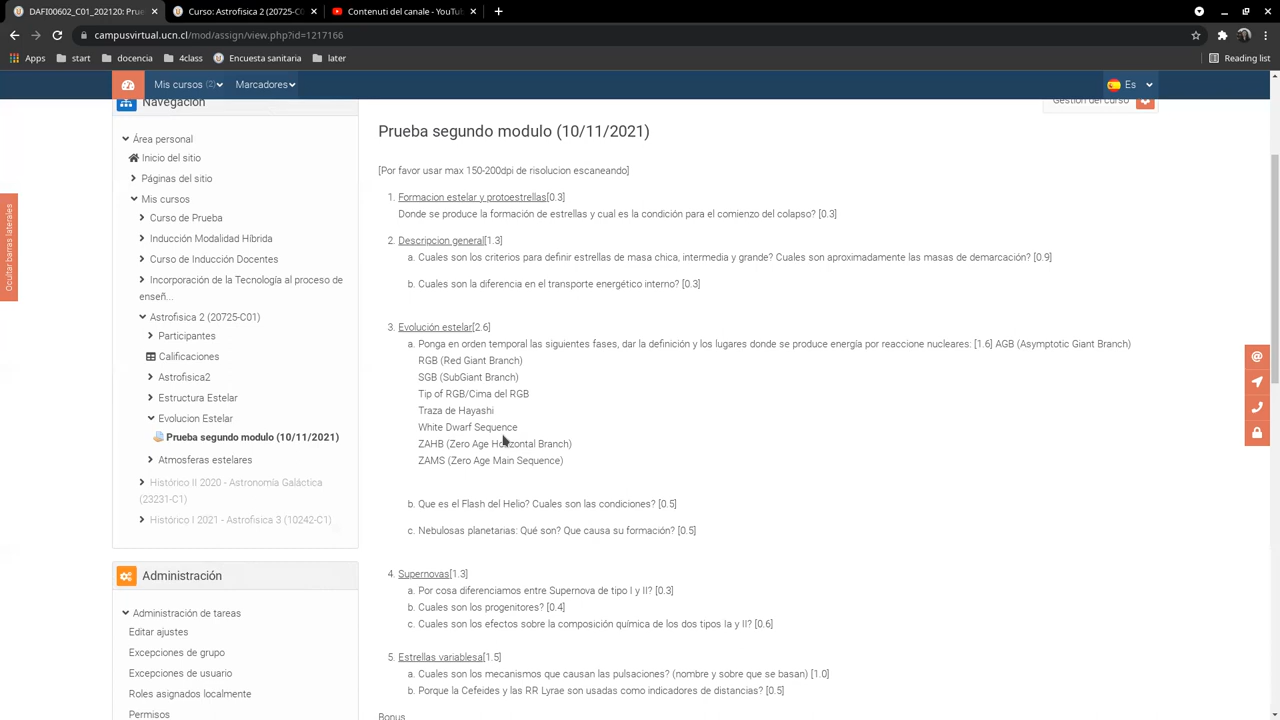 DAFI00602_C01_202120: Pru
Curso: Astrofisica 2 (20725-C0
Contenuti del canale - YouTu
campusvirtual.ucn.cl/mod/assign/view.php?id=1217166
Apps
start
docencia
4class
Encuesta sanitaria
later
Reading list
Mis cursos (2)
Marcadores
Es
Navegación
Gestion del curso
Ocultar barras laterales
Área personal
Inicio del sitio
Páginas del sitio
Mis cursos
Curso de Prueba
Inducción Modalidad Híbrida
Curso de Inducción Docentes
Incorporación de la Tecnología al proceso de
enseñ...
Astrofisica 2 (20725-C01)
Participantes
Calificaciones
Astrofisica2
Estructura Estelar
Evolucion Estelar
Prueba segundo modulo (10/11/2021)
Atmosferas estelares
Histórico II 2020 - Astronomía Galáctica
(23231-C1)
Histórico I 2021 - Astrofisica 3 (10242-C1)
Administración
Administración de tareas
Editar ajustes
Excepciones de grupo
Excepciones de usuario
Roles asignados localmente
Permisos
Prueba segundo modulo (10/11/2021)
[Por favor usar max 150-200dpi de risolucion escaneando]
1. Formacion estelar y protoestrellas[0.3]
Donde se produce la formación de estrellas y cual es la condición para el comienzo del colapso? [0.3]
2. Descripcion general[1.3]
a. Cuales son los criterios para definir estrellas de masa chica, intermedia y grande? Cuales son aproximadamente las masas de demarcación? [0.9]
b. Cuales son la diferencia en el transporte energético interno? [0.3]
3. Evolución estelar[2.6]
a. Ponga en orden temporal las siguientes fases, dar la definición y los lugares donde se produce energía por reaccione nucleares: [1.6] AGB (Asymptotic Giant Branch)
RGB (Red Giant Branch)
SGB (SubGiant Branch)
Tip of RGB/Cima del RGB
Traza de Hayashi
White Dwarf Sequence
ZAHB (Zero Age Horizontal Branch)
ZAMS (Zero Age Main Sequence)
b. Que es el Flash del Helio? Cuales son las condiciones? [0.5]
c. Nebulosas planetarias: Qué son? Que causa su formación? [0.5]
4. Supernovas[1.3]
a. Por cosa diferenciamos entre Supernova de tipo I y II? [0.3]
b. Cuales son los progenitores? [0.4]
c. Cuales son los efectos sobre la composición química de los dos tipos Ia y II? [0.6]
5. Estrellas variablesa[1.5]
a. Cuales son los mecanismos que causan las pulsaciones? (nombre y sobre que se basan) [1.0]
b. Porque la Cefeides y las RR Lyrae son usadas como indicadores de distancias? [0.5]
Bonus